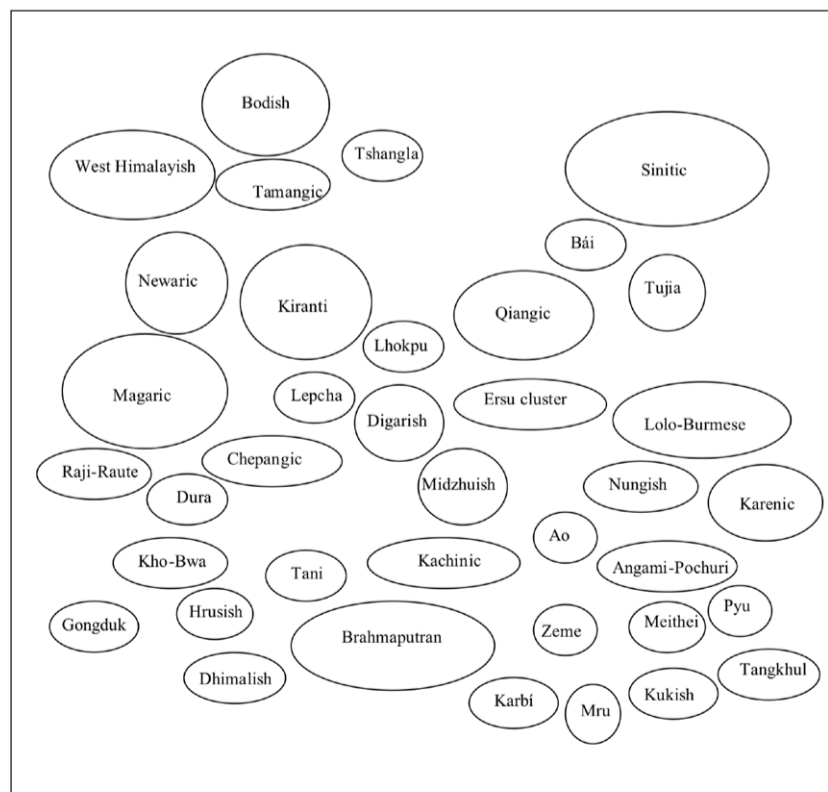 Bodish
Tshangla
West Himalayish
Sinitic
Tamangic
Bái
Newaric
Tujia
Kiranti
Qiangic
Lhokpu
Magaric
Lepcha
Ersu cluster
Digarish
Lolo-Burmese
Chepangic
Raji-Raute
Midzhuish
Nungish
Dura
Karenic
Ao
Kho-Bwa
Kachinic
Tani
Angami-Pochuri
Pyu
Hrusish
Gongduk
Meithei
Zeme
Brahmaputran
Tangkhul
Dhimalish
Kukish
Karbí
Mru